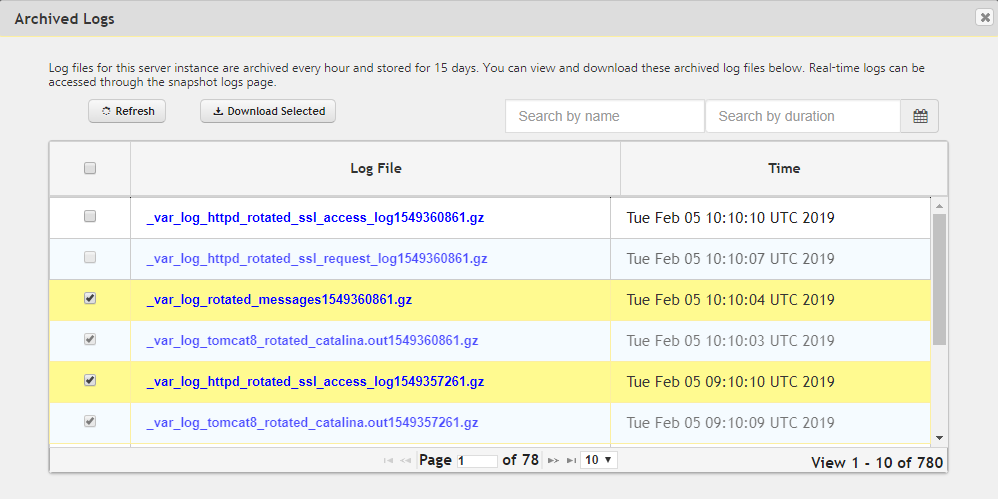 Archived Logs
Log files for this server instance are archived every hour and stored for 15 days. You can view and download these archived log files below. Real-time logs can be
accessed through the snapshot logs page.
Refresh Download Selected Search by name Search by duration
Log File Time
_var_log_httpd_rotated_ssl_access_log1549360861.gz Tue Feb 05 10:10:10 UTC 2019
_var_log_httpd_rotated_ssl_request_log1549360861.gz Tue Feb 05 10:10:07 UTC 2019
_var_log_rotated_messages1549360861.gz Tue Feb 05 10:10:04 UTC 2019
_var_log_tomcat8_rotated_catalina.out1549360861.gz Tue Feb 05 10:10:03 UTC 2019
_var_log_httpd_rotated_ssl_access_log1549357261.gz Tue Feb 05 09:10:10 UTC 2019
_var_log_tomcat8_rotated_catalina.out1549357261.gz Tue Feb 05 09:10:09 UTC 2019
Page 1 of 78 10 View 1 - 10 of 780